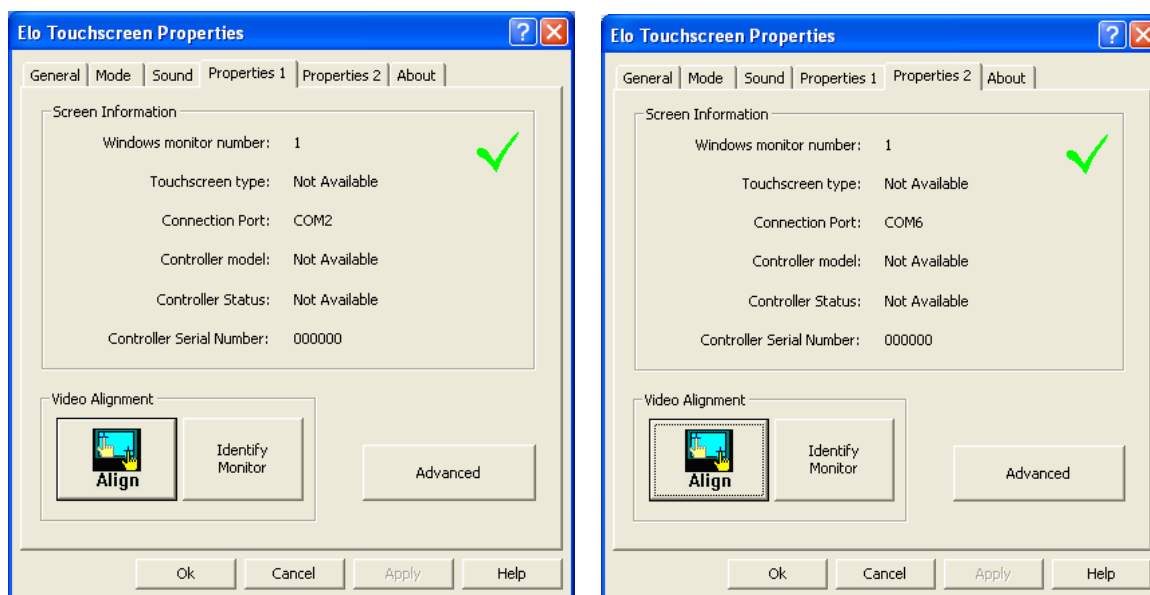 Elo Touchscreen Properties
General Mode Sound Properties 1 Properties 2 About
Screen Information
Windows monitor number: 1
Touchscreen type: Not Available
Connection Port: COM2
Controller model: Not Available
Controller Status: Not Available
Controller Serial Number: 000000
Video Alignment
Align
Identify
Monitor
Advanced
Ok Cancel Apply Help
Elo Touchscreen Properties
General Mode Sound Properties 1 Properties 2 About
Screen Information
Windows monitor number: 1
Touchscreen type: Not Available
Connection Port: COM6
Controller model: Not Available
Controller Status: Not Available
Controller Serial Number: 000000
Video Alignment
Align
Identify
Monitor
Advanced
Ok Cancel Apply Help